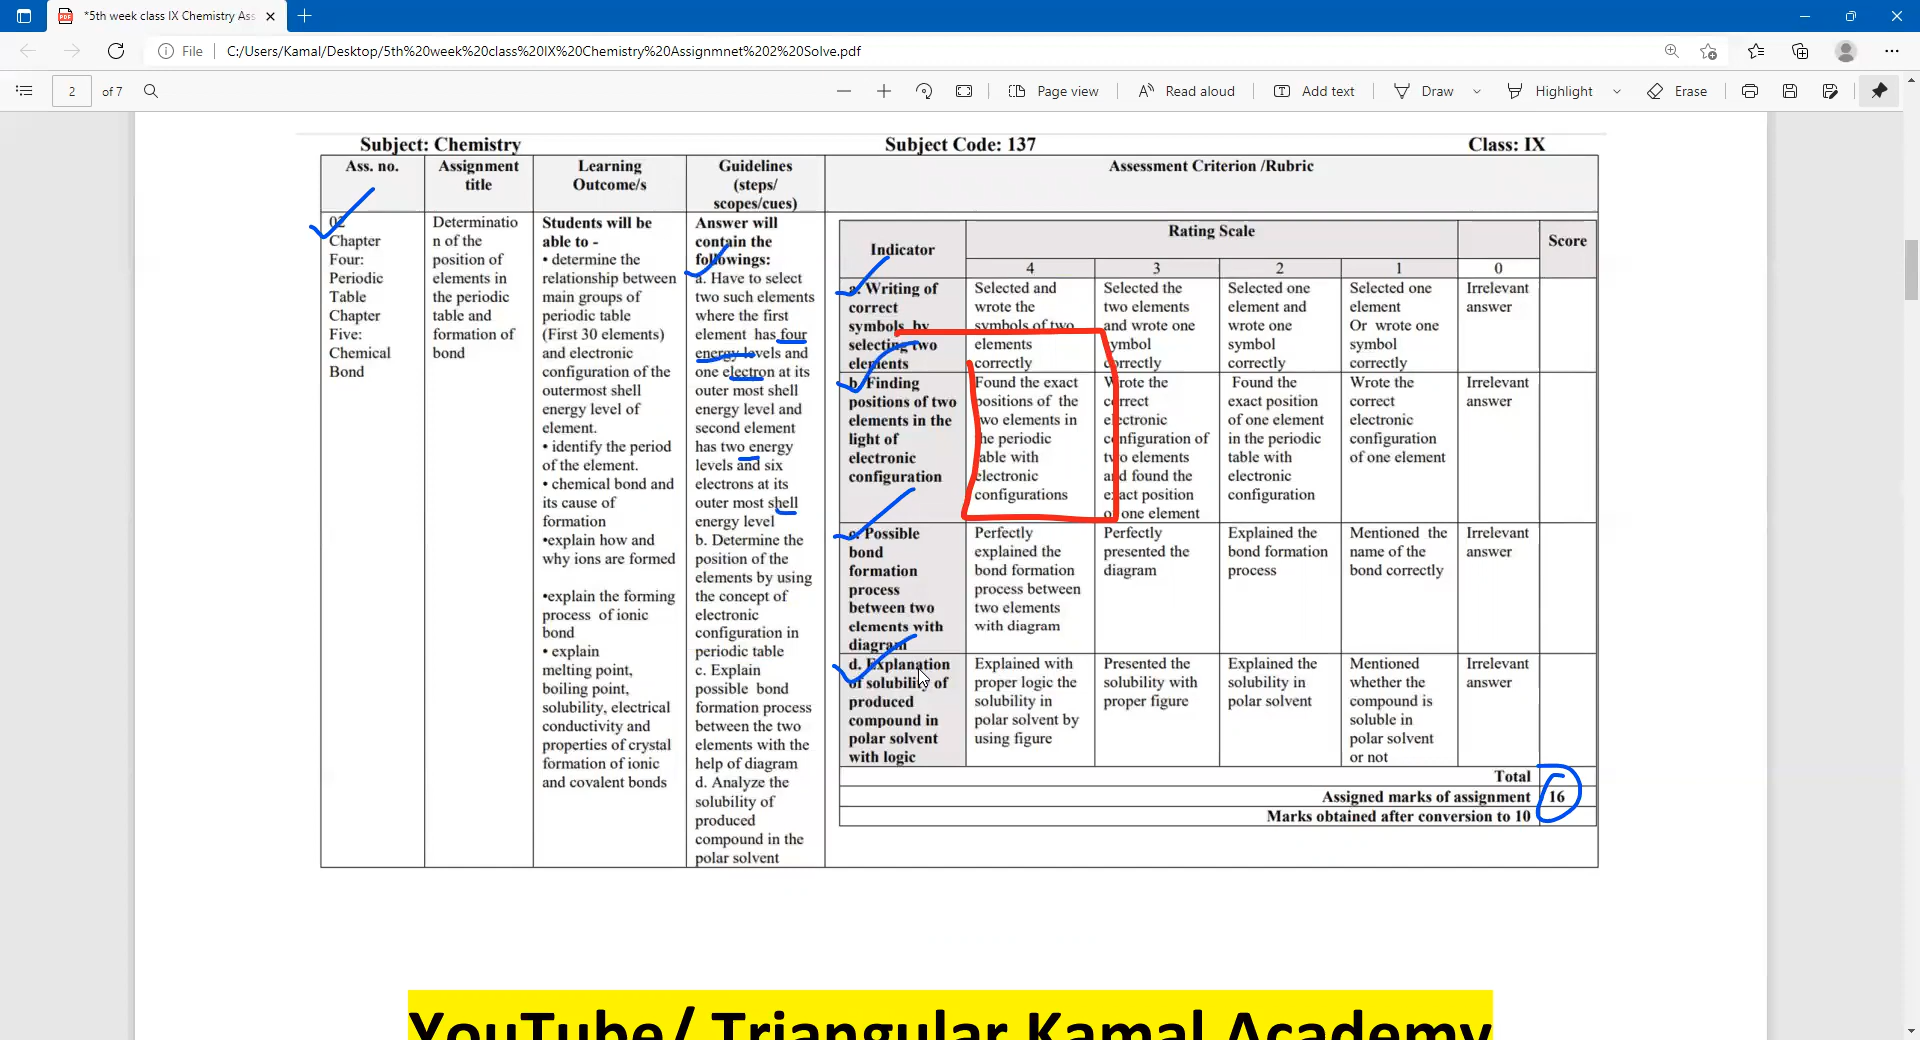 *5th week class IX Chemistry Ass
File
C:/Users/Kamal/Desktop/5th%20week%20class%20IX%20Chemistry%20Assignmnet%202%20Solve.pdf
2 of 7
Page view
Read aloud
Add text
Draw
Highlight
Erase
Subject: Chemistry
Subject Code: 137
Class: IX
Ass. no.
Assignment
title
Learning
Outcome/s
Guidelines
(steps/
scopes/cues)
Assessment Criterion /Rubric
02
Chapter
Four:
Periodic
Table
Chapter
Five:
Chemical
Bond
Determinatio
n of the
position of
elements in
the periodic
table and
formation of
bond
Students will be
able to -
• determine the
relationship between
main groups of
periodic table
(First 30 elements)
and electronic
configuration of the
outermost shell
energy level of
element.
• identify the period
of the element.
• chemical bond and
its cause of
formation
•explain how and
why ions are formed
•explain the forming
process of ionic
bond
• explain
melting point,
boiling point,
solubility, electrical
conductivity and
properties of crystal
formation of ionic
and covalent bonds
Answer will
contain the
followings:
a. Have to select
two such elements
where the first
element has four
energy levels and
one electron at its
outer most shell
energy level and
second element
has two energy
levels and six
electrons at its
outer most shell
energy level
b. Determine the
position of the
elements by using
the concept of
electronic
configuration in
periodic table
c. Explain
possible bond
formation process
between the two
elements with the
help of diagram
d. Analyze the
solubility of
produced
compound in the
polar solvent
Indicator
Rating Scale
Score
4
3
2
1
0
a. Writing of
correct
symbols by
selecting two
elements
Selected and
wrote the
symbols of two
elements
correctly
Selected the
two elements
and wrote one
symbol
correctly
Selected one
element and
wrote one
symbol
correctly
Selected one
element
Or wrote one
symbol
correctly
Irrelevant
answer
b. Finding
positions of two
elements in the
light of
electronic
configuration
Found the exact
positions of the
two elements in
the periodic
table with
electronic
configurations
Wrote the
correct
electronic
configuration of
two elements
and found the
exact position
of one element
Found the
exact position
of one element
in the periodic
table with
electronic
configuration
Wrote the
correct
electronic
configuration
of one element
Irrelevant
answer
c. Possible
bond
formation
process
between two
elements with
diagram
Perfectly
explained the
bond formation
process between
two elements
with diagram
Perfectly
presented the
diagram
Explained the
bond formation
process
Mentioned the
name of the
bond correctly
Irrelevant
answer
d. Explanation
of solubility of
produced
compound in
polar solvent
with logic
Explained with
proper logic the
solubility in
polar solvent by
using figure
Presented the
solubility with
proper figure
Explained the
solubility in
polar solvent
Mentioned
whether the
compound is
soluble in
polar solvent
or not
Irrelevant
answer
Total
Assigned marks of assignment 16
Marks obtained after conversion to 10
YouTube/ Triangular Kamal Academy